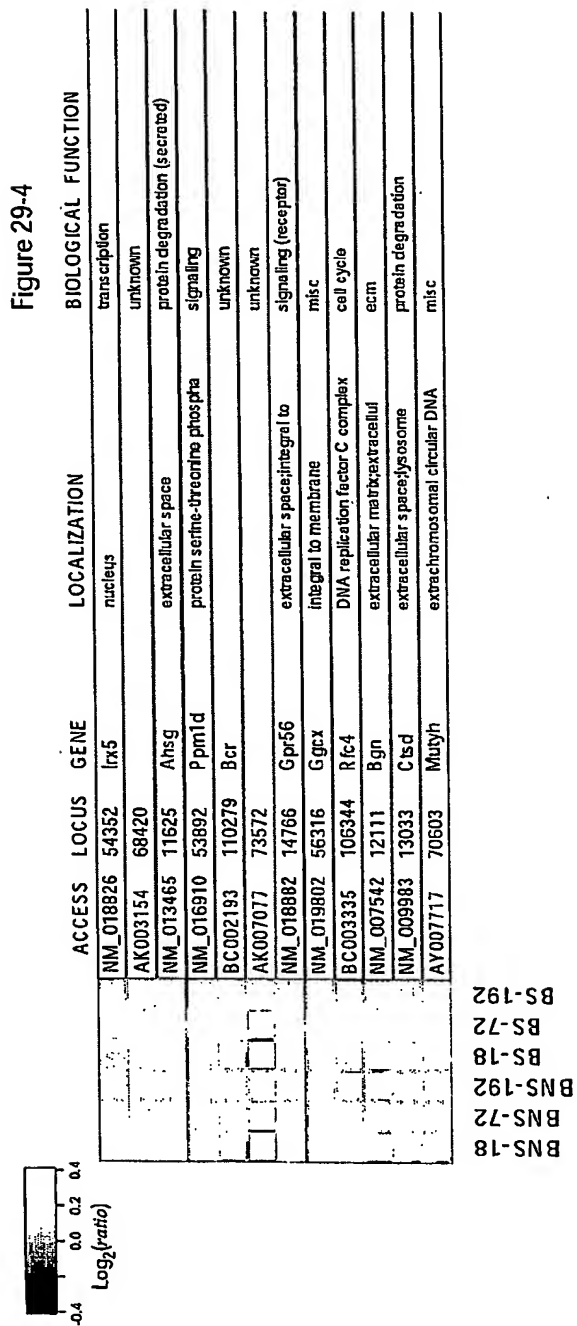 Figure 29-4
ACCESS LOCUS GENE LOCALIZATION BIOLOGICAL FUNCTION
NM_018826 54352 Irx5 nucleus transcription
AK003154 68420 unknown
NM_013465 11625 Ahsg extracellular space protein degradation (secreted)
NM_016910 53892 Ppm1d protein serine-threonine phospha signaling
BC002193 110279 Bcr unknown
AK007077 73572 unknown
NM_018882 14766 Gpr56 extracellular space;integral to signaling (receptor)
NM_019802 56316 Ggcx integral to membrane misc
BC003335 106344 Rfc4 DNA replication factor C complex cell cycle
NM_007542 12111 Bgn extracellular matrix;extracellul ecm
NM_009983 13033 Ctsd extracellular space;lysosome protein degradation
AY007717 70603 Mutyh extrachromosomal circular DNA misc
BNS-18 BNS-72 BNS-192 BS-18 BS-72 BS-192
-0.4 0.0 0.2 0.4
Log2(ratio)